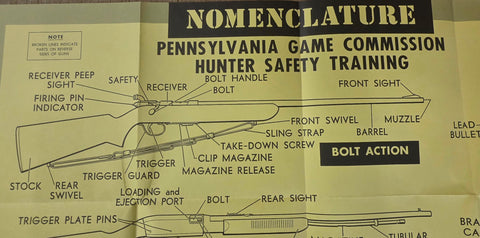 NOMENCLATURE
PENNSYLVANIA GAME COMMISSION
HUNTER SAFETY TRAINING
NOTE
BROKEN LINES INDICATE
PARTS ON REVERSE
SIDES OF GUNS
RECEIVER PEEP
SIGHT
SAFETY
RECEIVER
BOLT HANDLE
BOLT
FRONT SIGHT
FIRING PIN
INDICATOR
FRONT SWIVEL
MUZZLE
SLING STRAP
BARREL
TAKE-DOWN SCREW
CLIP MAGAZINE
MAGAZINE RELEASE
TRIGGER
TRIGGER GUARD
STOCK
REAR
SWIVEL
BOLT ACTION
LEAD
BULLET
LOADING and
EJECTION PORT
BOLT
REAR SIGHT
TRIGGER PLATE PINS
TUBULAR
BRA
CA